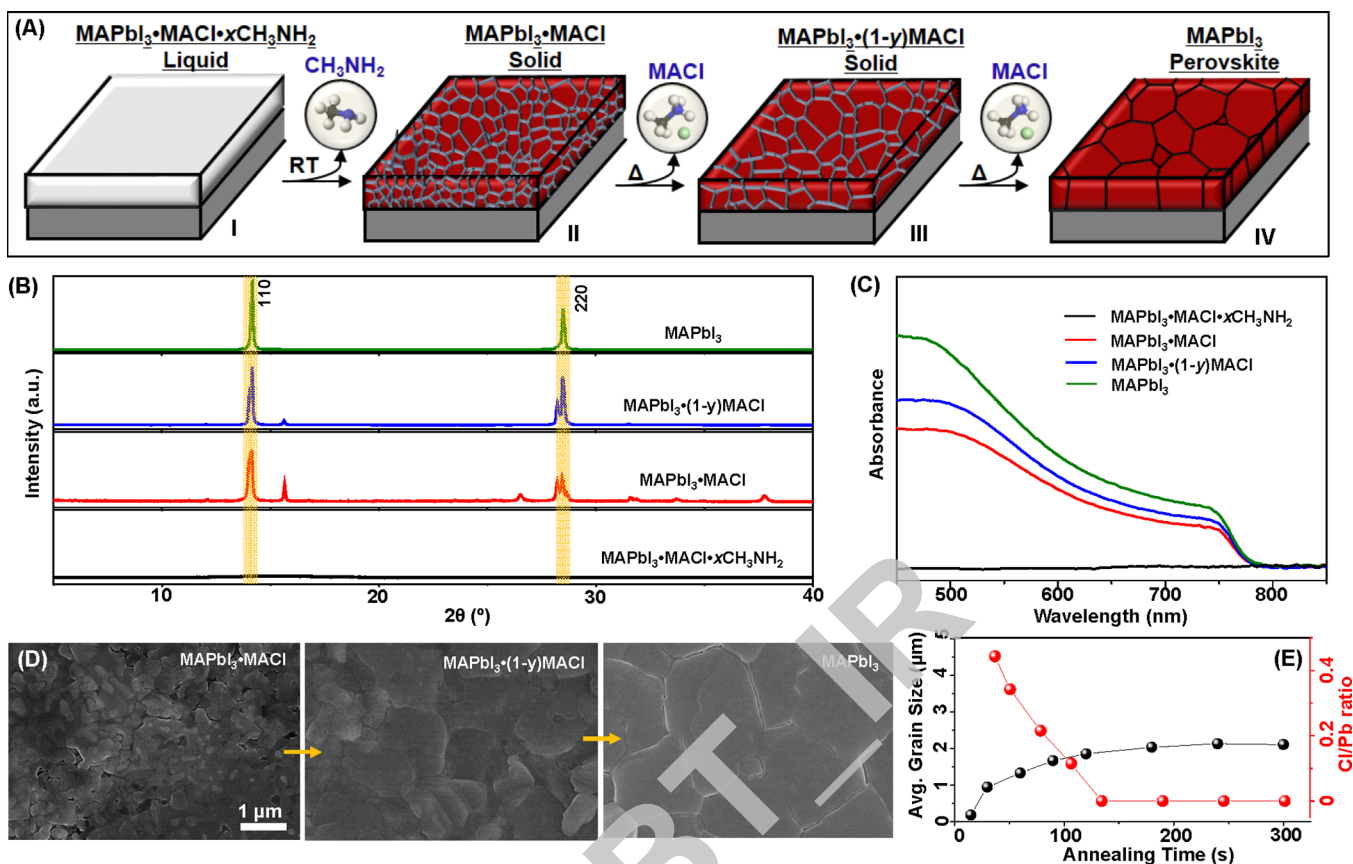 (A)
MAPbI3•MACl•xCH3NH2
Liquid
MAPbI3•MACl
Solid
MAPbI3•(1-y)MACl
Solid
MAPbI3
Perovskite
CH3NH2
MACl
MACl
RT
Δ
Δ
I
II
III
IV
(B)
110
220
MAPbI3
MAPbI3•(1-y)MACl
MAPbI3•MACl
MAPbI3•MACl•xCH3NH2
Intensity (a.u.)
10 20 30 40
2θ (º)
(C)
MAPbI3•MACl•xCH3NH2
MAPbI3•MACl
MAPbI3•(1-y)MACl
MAPbI3
Absorbance
500 600 700 800
Wavelength (nm)
(D)
MAPbI3•MACl
MAPbI3•(1-y)MACl
MAPbI3
1 µm
(E)
Avg. Grain Size (µm)
5
4
3
2
1
0
Cl/Pb ratio
0.4
0.2
0
0 100 200 300
Annealing Time (s)